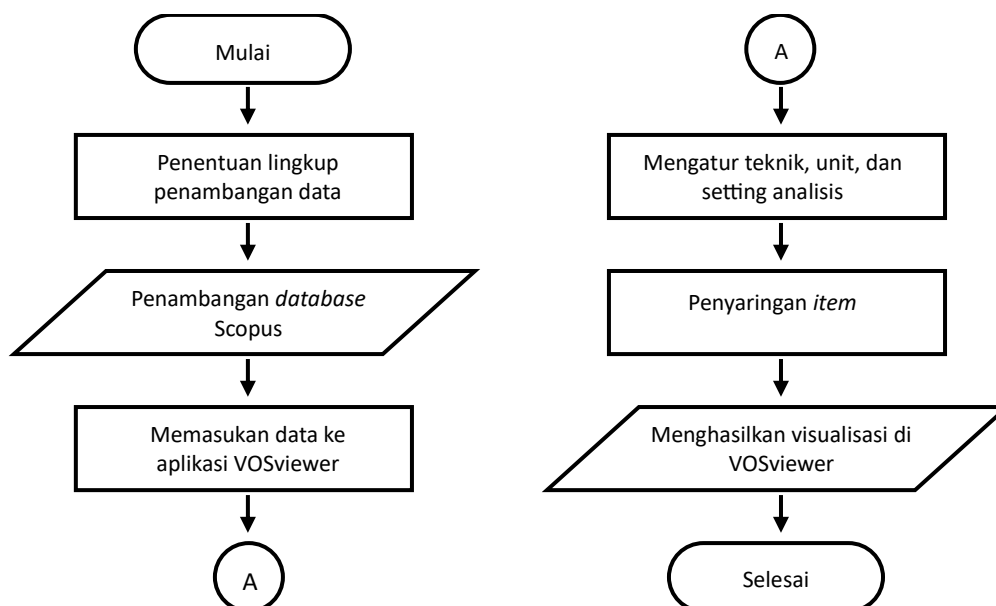 Mulai
Penentuan lingkup
penambangan data
Penambangan database
Scopus
Memasukan data ke
aplikasi VOSviewer
A
A
Mengatur teknik, unit, dan
setting analisis
Penyaringan item
Menghasilkan visualisasi di
VOSviewer
Selesai